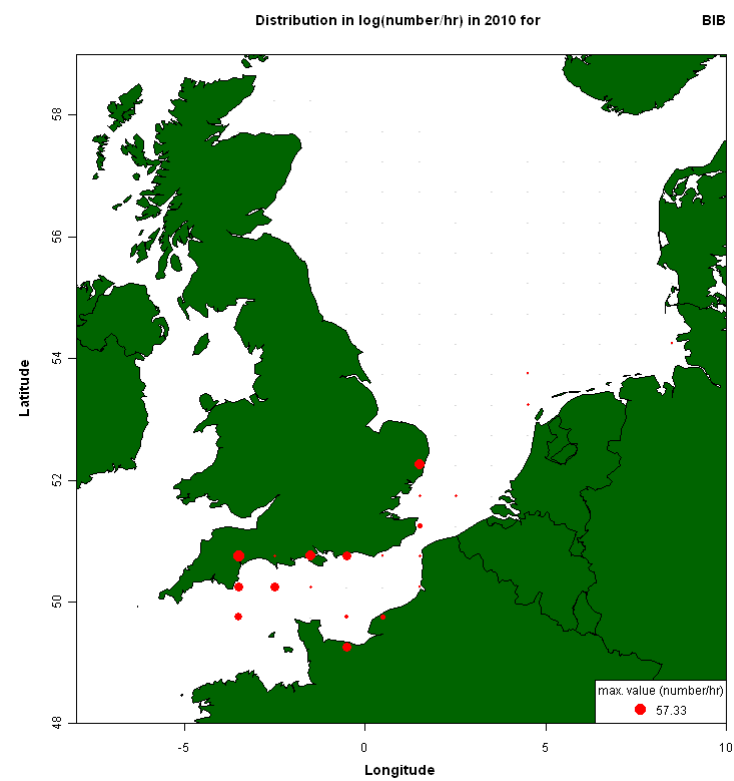 Distribution in log(number/hr) in 2010 for BIB
58
56
54
52
50
48
Latitude
max. value (number/hr)
57.33
-5 0 5 10
Longitude